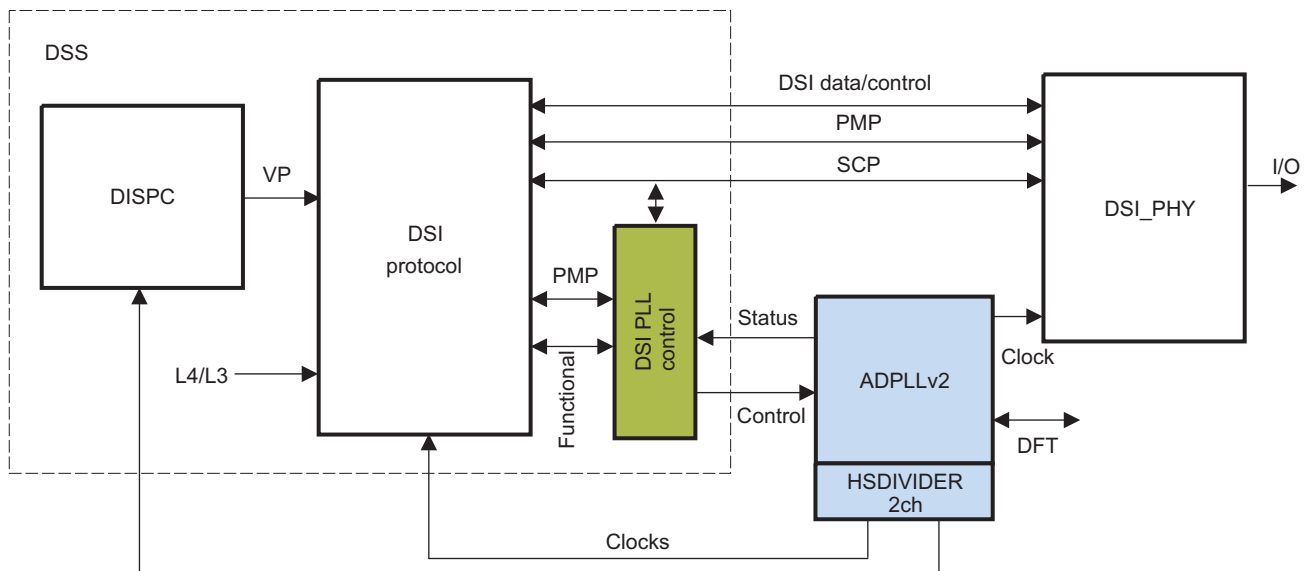 DSS
DSI data/control
PMP
SCP
I/O
VP
DISPC
DSI
protocol
DSI_PHY
PMP
Functional
DSI PLL
control
Status
Control
L4/L3
ADPLLv2
Clock
DFT
HSDIVIDER
2ch
Clocks